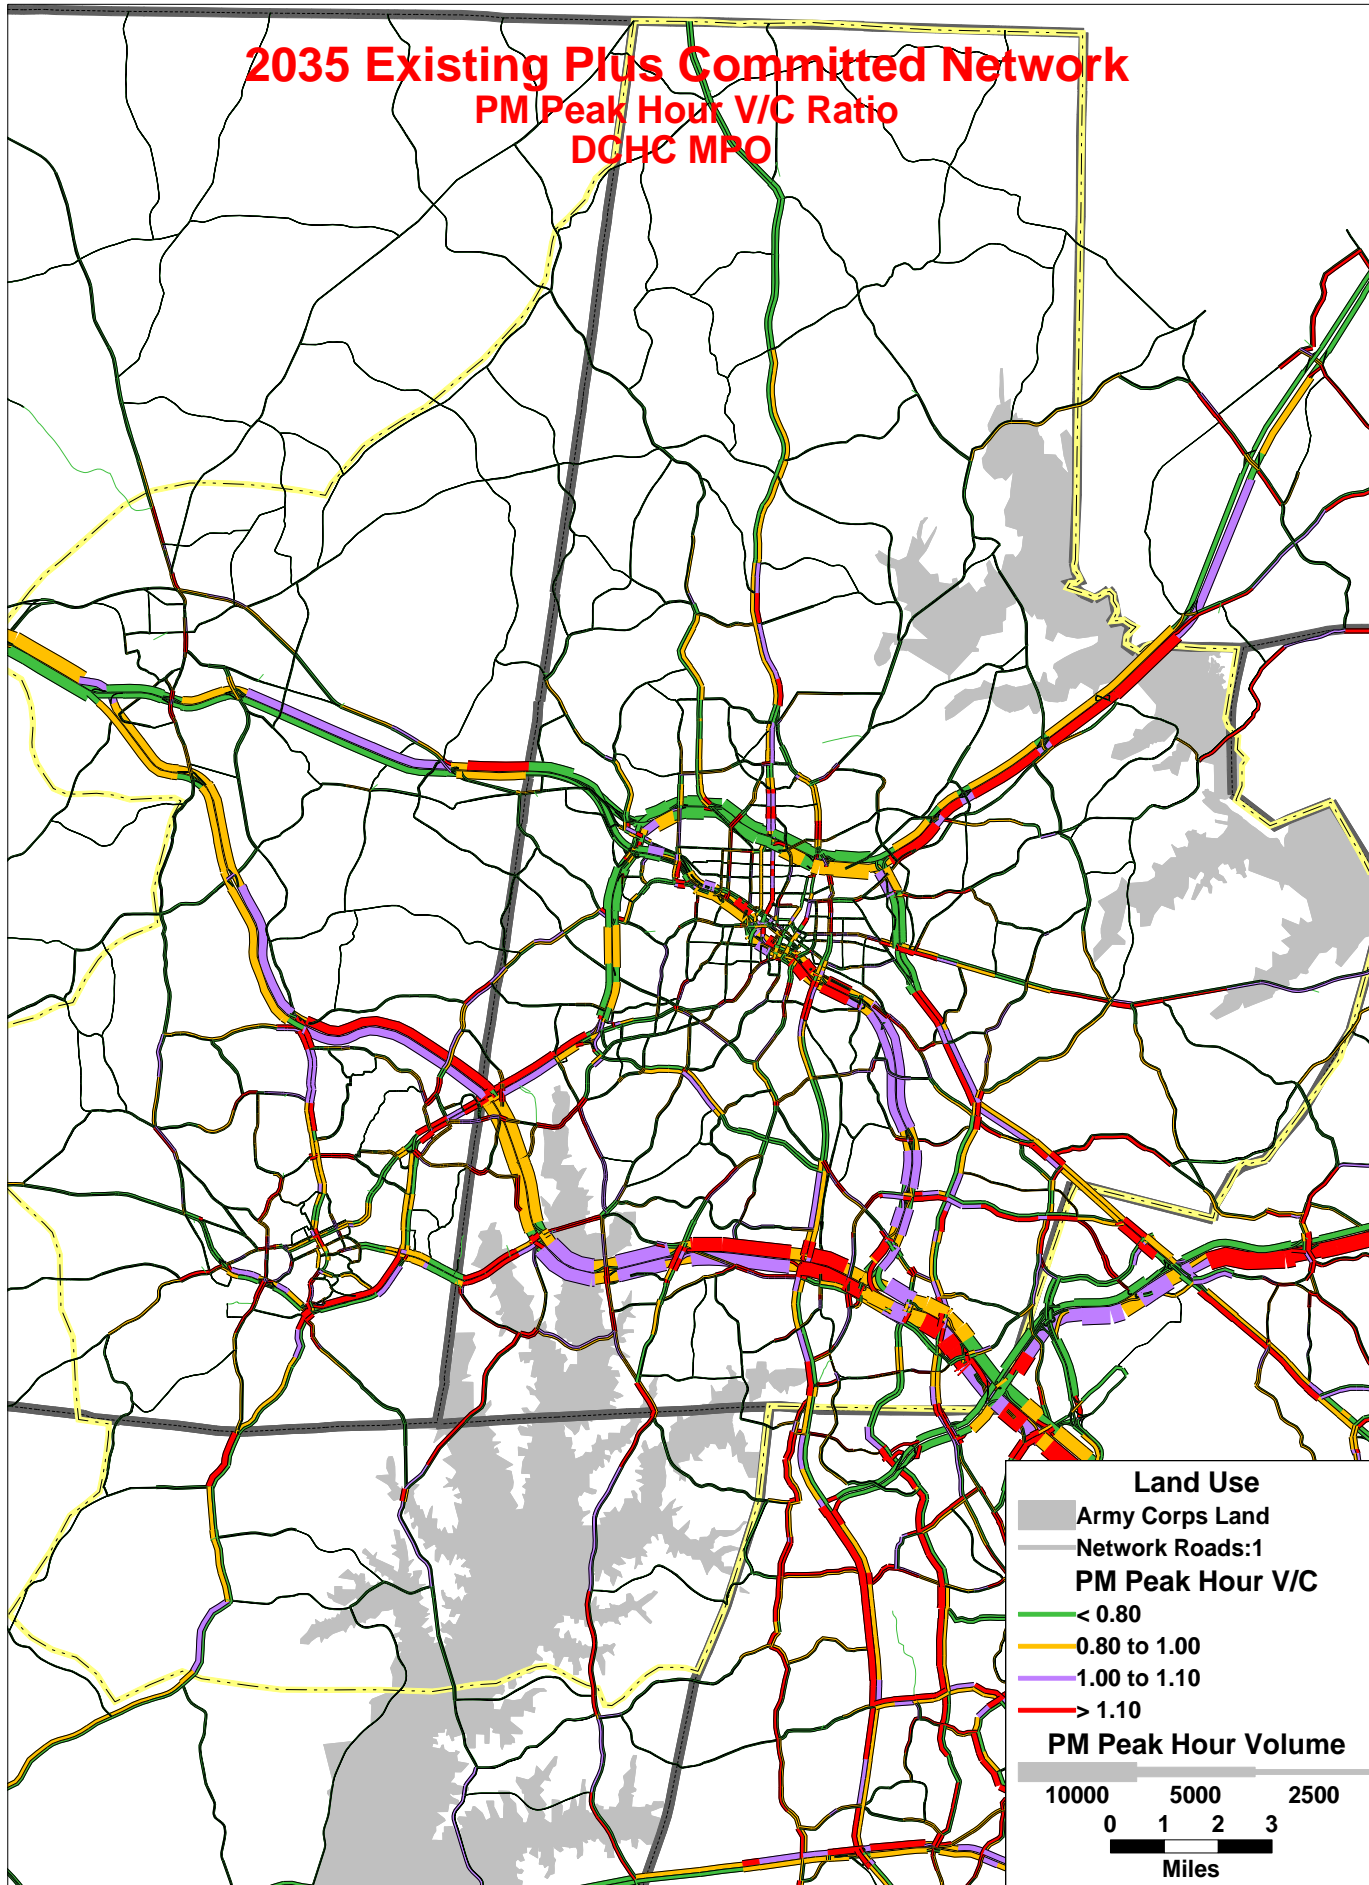 2035 Existing Plus Committed Network
PM Peak Hour V/C Ratio
DCHC MPO
Land Use
Army Corps Land
Network Roads:1
PM Peak Hour V/C
< 0.80
0.80 to 1.00
1.00 to 1.10
> 1.10
PM Peak Hour Volume
10000 5000 2500
0 1 2 3
Miles